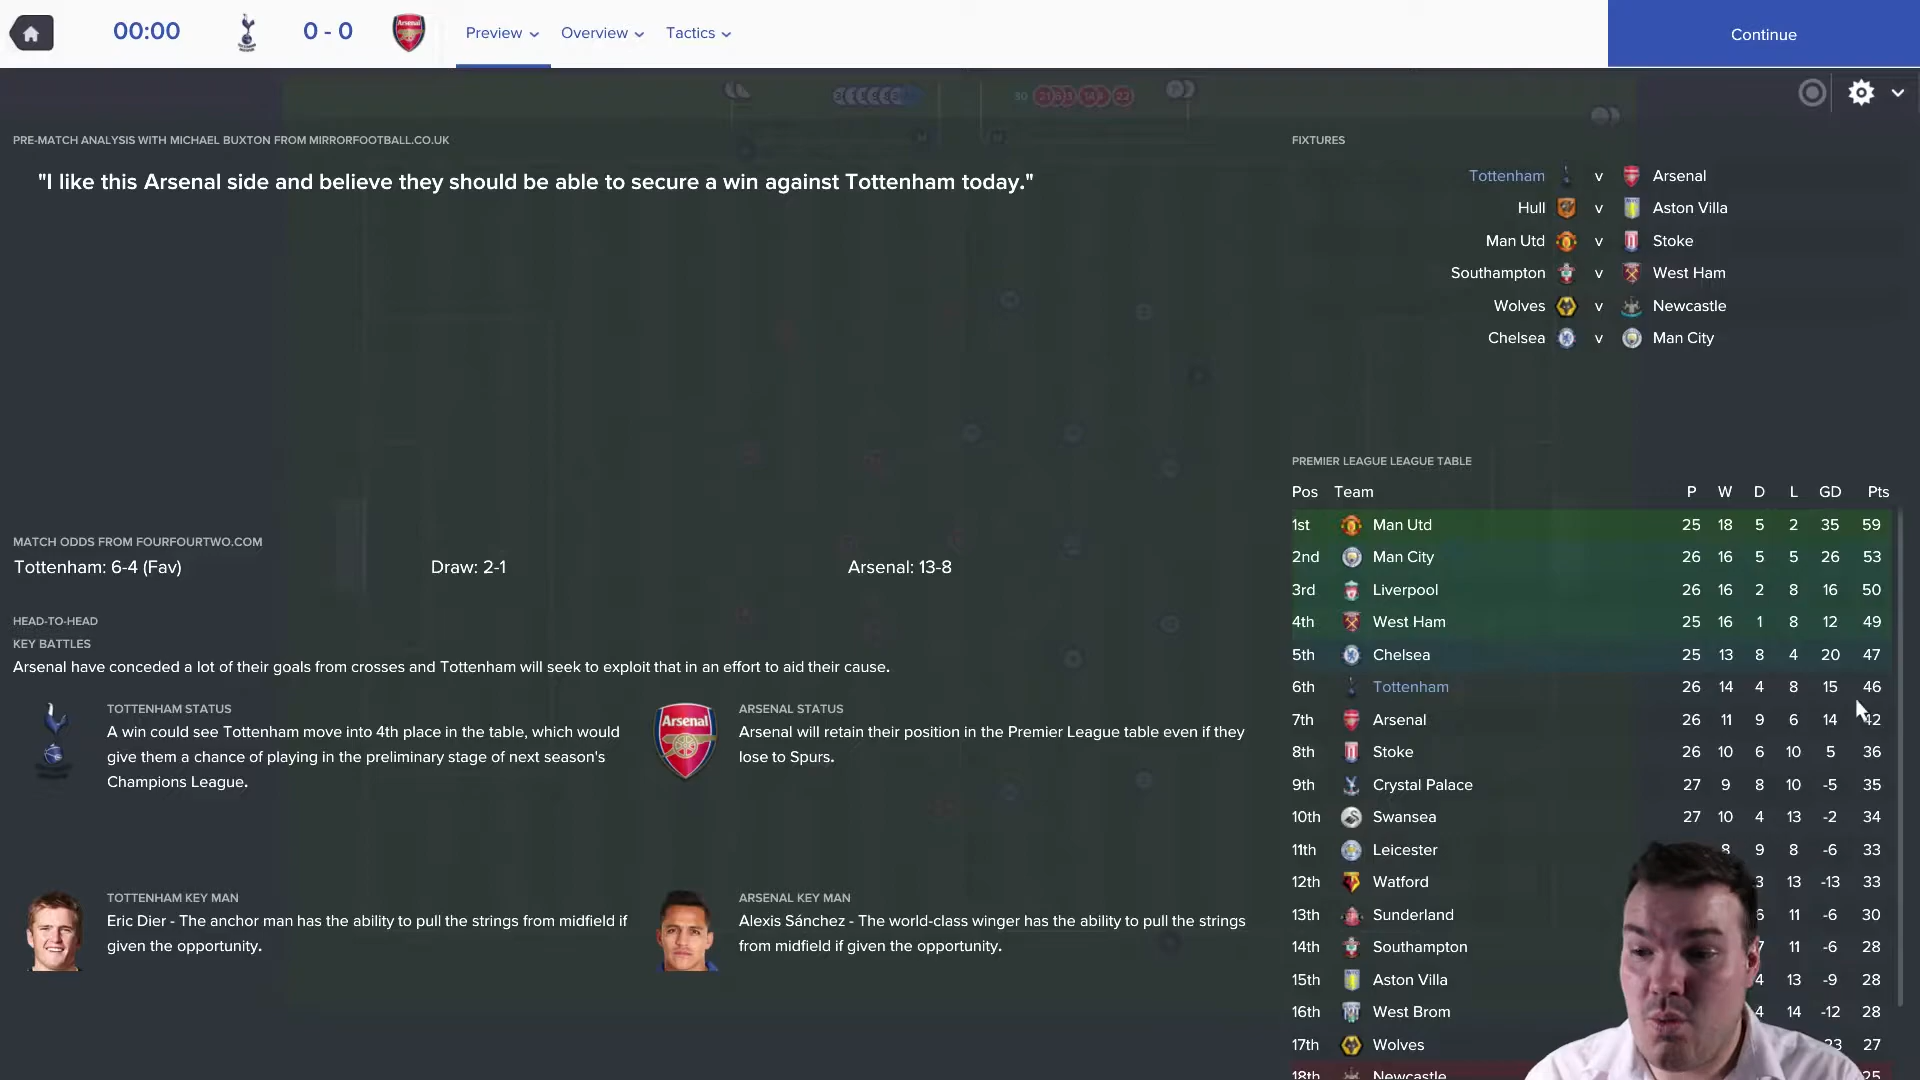 00:00
0 - 0
Preview
Overview
Tactics
Continue
PRE-MATCH ANALYSIS WITH MICHAEL BUXTON FROM MIRRORFOOTBALL.CO.UK
"I like this Arsenal side and believe they should be able to secure a win against Tottenham today."
MATCH ODDS FROM FOURFOURTWO.COM
Tottenham: 6-4 (Fav)
Draw: 2-1
Arsenal: 13-8
HEAD-TO-HEAD
KEY BATTLES
Arsenal have conceded a lot of their goals from crosses and Tottenham will seek to exploit that in an effort to aid their cause.
TOTTENHAM STATUS
A win could see Tottenham move into 4th place in the table, which would
give them a chance of playing in the preliminary stage of next season's
Champions League.
Arsenal
ARSENAL STATUS
Arsenal will retain their position in the Premier League table even if they
lose to Spurs.
TOTTENHAM KEY MAN
Eric Dier - The anchor man has the ability to pull the strings from midfield if
given the opportunity.
ARSENAL KEY MAN
Alexis Sánchez - The world-class winger has the ability to pull the strings
from midfield if given the opportunity.
FIXTURES
Tottenham v Arsenal
Hull v Aston Villa
Man Utd v Stoke
Southampton v West Ham
Wolves v Newcastle
Chelsea v Man City
PREMIER LEAGUE LEAGUE TABLE
Pos Team P W D L GD Pts
1st Man Utd 25 18 5 2 35 59
2nd Man City 26 16 5 5 26 53
3rd Liverpool 26 16 2 8 16 50
4th West Ham 25 16 1 8 12 49
5th Chelsea 25 13 8 4 20 47
6th Tottenham 26 14 4 8 15 46
7th Arsenal 26 11 9 6 14 42
8th Stoke 26 10 6 10 5 36
9th Crystal Palace 27 9 8 10 -5 35
10th Swansea 27 10 4 13 -2 34
11th Leicester 8 9 8 -6 33
12th Watford 3 13 -13 33
13th Sunderland 6 11 -6 30
14th Southampton 7 11 -6 28
15th Aston Villa 4 13 -9 28
16th West Brom 4 14 -12 28
17th Wolves 27
18th Newcastle 25